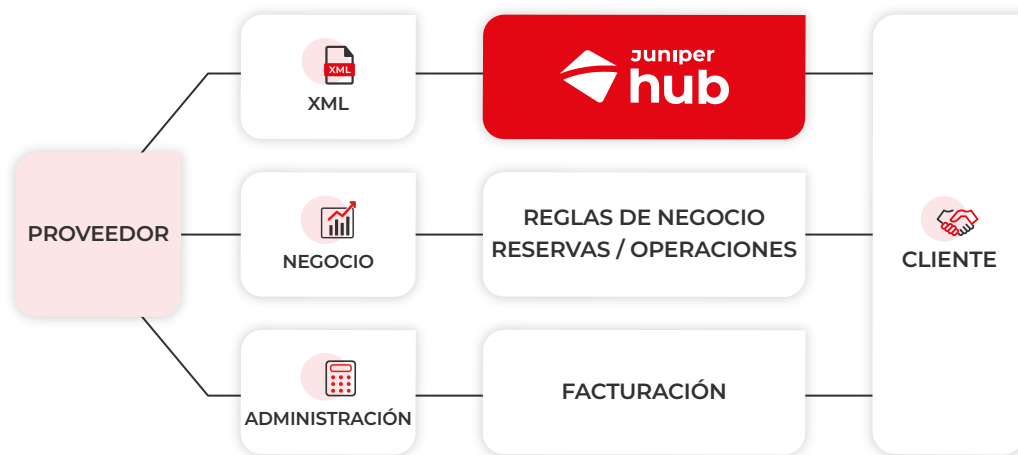 PROVEEDOR
XML
XML
Juniper
hub
NEGOCIO
REGLAS DE NEGOCIO
RESERVAS / OPERACIONES
ADMINISTRACIÓN
FACTURACIÓN
CLIENTE